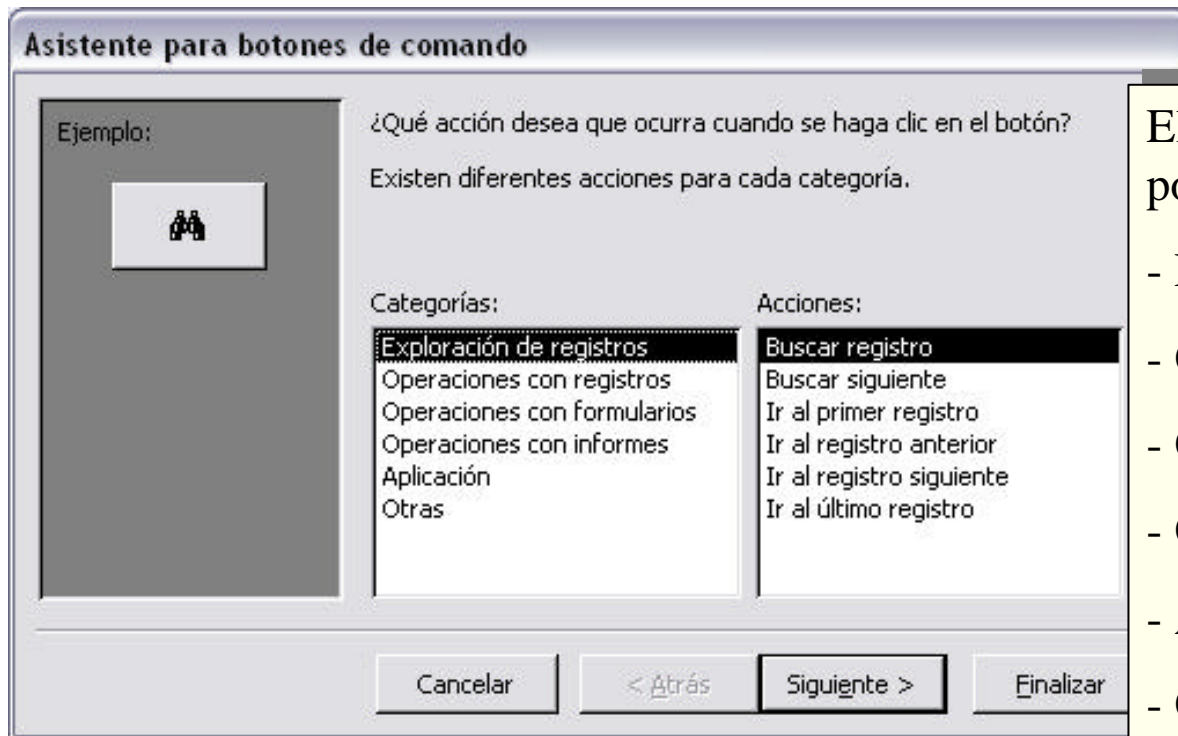 Asistente para botones de comando
Ejemplo:
¿Qué acción desea que ocurra cuando se haga clic en el botón?
Existen diferentes acciones para cada categoría.
Categorías:
Exploración de registros
Operaciones con registros
Operaciones con formularios
Operaciones con informes
Aplicación
Otras
Acciones:
Buscar registro
Buscar siguiente
Ir al primer registro
Ir al registro anterior
Ir al registro siguiente
Ir al último registro
Cancelar
< Atrás
Siguiente >
Finalizar